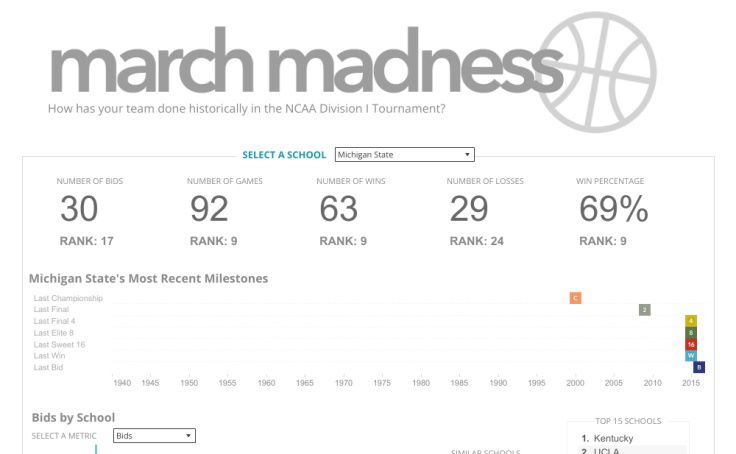 march madness
How has your team done historically in the NCAA Division I Tournament?
SELECT A SCHOOL Michigan State
NUMBER OF BIDS NUMBER OF GAMES NUMBER OF WINS NUMBER OF LOSSES WIN PERCENTAGE
30 92 63 29 69%
RANK: 17 RANK: 9 RANK: 9 RANK: 24 RANK: 9
Michigan State's Most Recent Milestones
Last Championship C
Last Final 2
Last Final 4 4
Last Elite 8 8
Last Sweet 16 16
Last Win W
Last Bid B
1940 1945 1950 1955 1960 1965 1970 1975 1980 1985 1990 1995 2000 2005 2010 2015
Bids by School
TOP 15 SCHOOLS
SELECT A METRIC Bids
1. Kentucky
SIMILAR SCHOOLS
2. UCLA